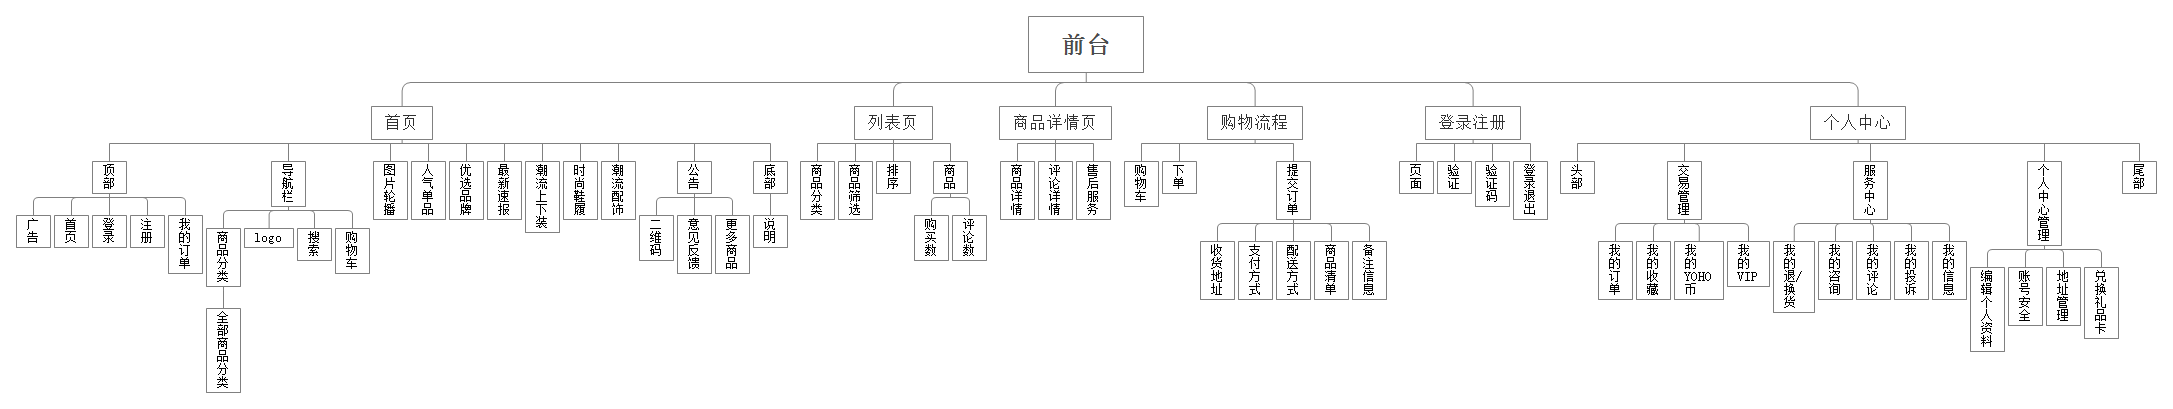 前台
首页
列表页
商品详情页
购物流程
登录注册
个人中心
顶部
导航栏
图片轮播
人气单品
优选品牌
最新速报
潮流上下装
时尚鞋履
潮流配饰
公告
底部
商品分类
商品筛选
排序
商品
商品详情
评论详情
售后服务
购物车
下单
提交订单
页面
验证
验证码
登录退出
头部
交易管理
服务中心
个人中心管理
尾部
广告
首页
登录
注册
我的订单
商品分类
logo
搜索
购物车
二维码
意见反馈
更多商品
说明
购买数
评论数
收货地址
支付方式
配送方式
商品清单
备注信息
我的订单
我的收藏
我的YOHO币
我的VIP
我的退/换货
我的咨询
我的评论
我的投诉
我的信息
编辑个人资料
账号安全
地址管理
兑换礼品卡
全部商品分类